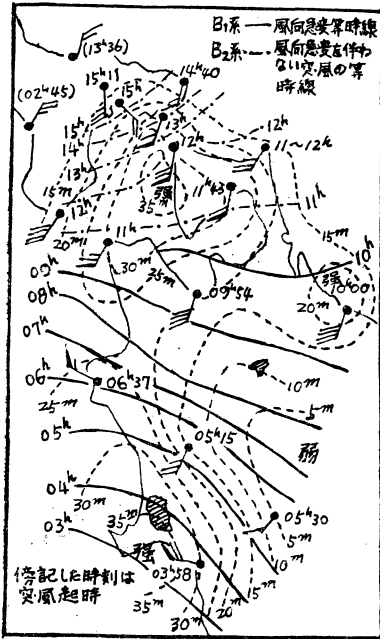 B₁系 —— 風向急変等時線
B₂系 -・- 風向急変を伴わ
ない突風の等
時線
(13ʰ36)
(02ʰ45)
15ʰ11
15ʰ
14ʰ40
15ʰ
14ʰ
13ʰ
13ʰ
12ʰ
12ʰ
11~12ʰ
強
35
11ʰ43
15ᵐ
12ʰ
20ᵐ
11ʰ
11ʰ
15ᵐ
10ʰ
30ᵐ
35ᵐ
強
10ʰ00
20ᵐ
09ʰ
09ʰ54
08ʰ
07ʰ
06ʰ
06ʰ37
25ᵐ
10ᵐ
5ᵐ
05ʰ
05ʰ15
弱
04ʰ
30ᵐ
35ᵐ
03ʰ
05ʰ30
5ᵐ
10ᵐ
強
03ʰ58
15ᵐ
20ᵐ
35ᵐ
30ᵐ
傍記した時刻は
突風起時